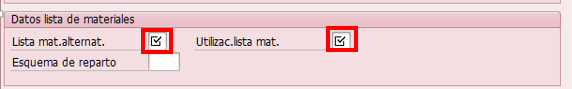 Datos lista de materiales
Lista mat.alternat. Utilizac.lista mat.
Esquema de reparto